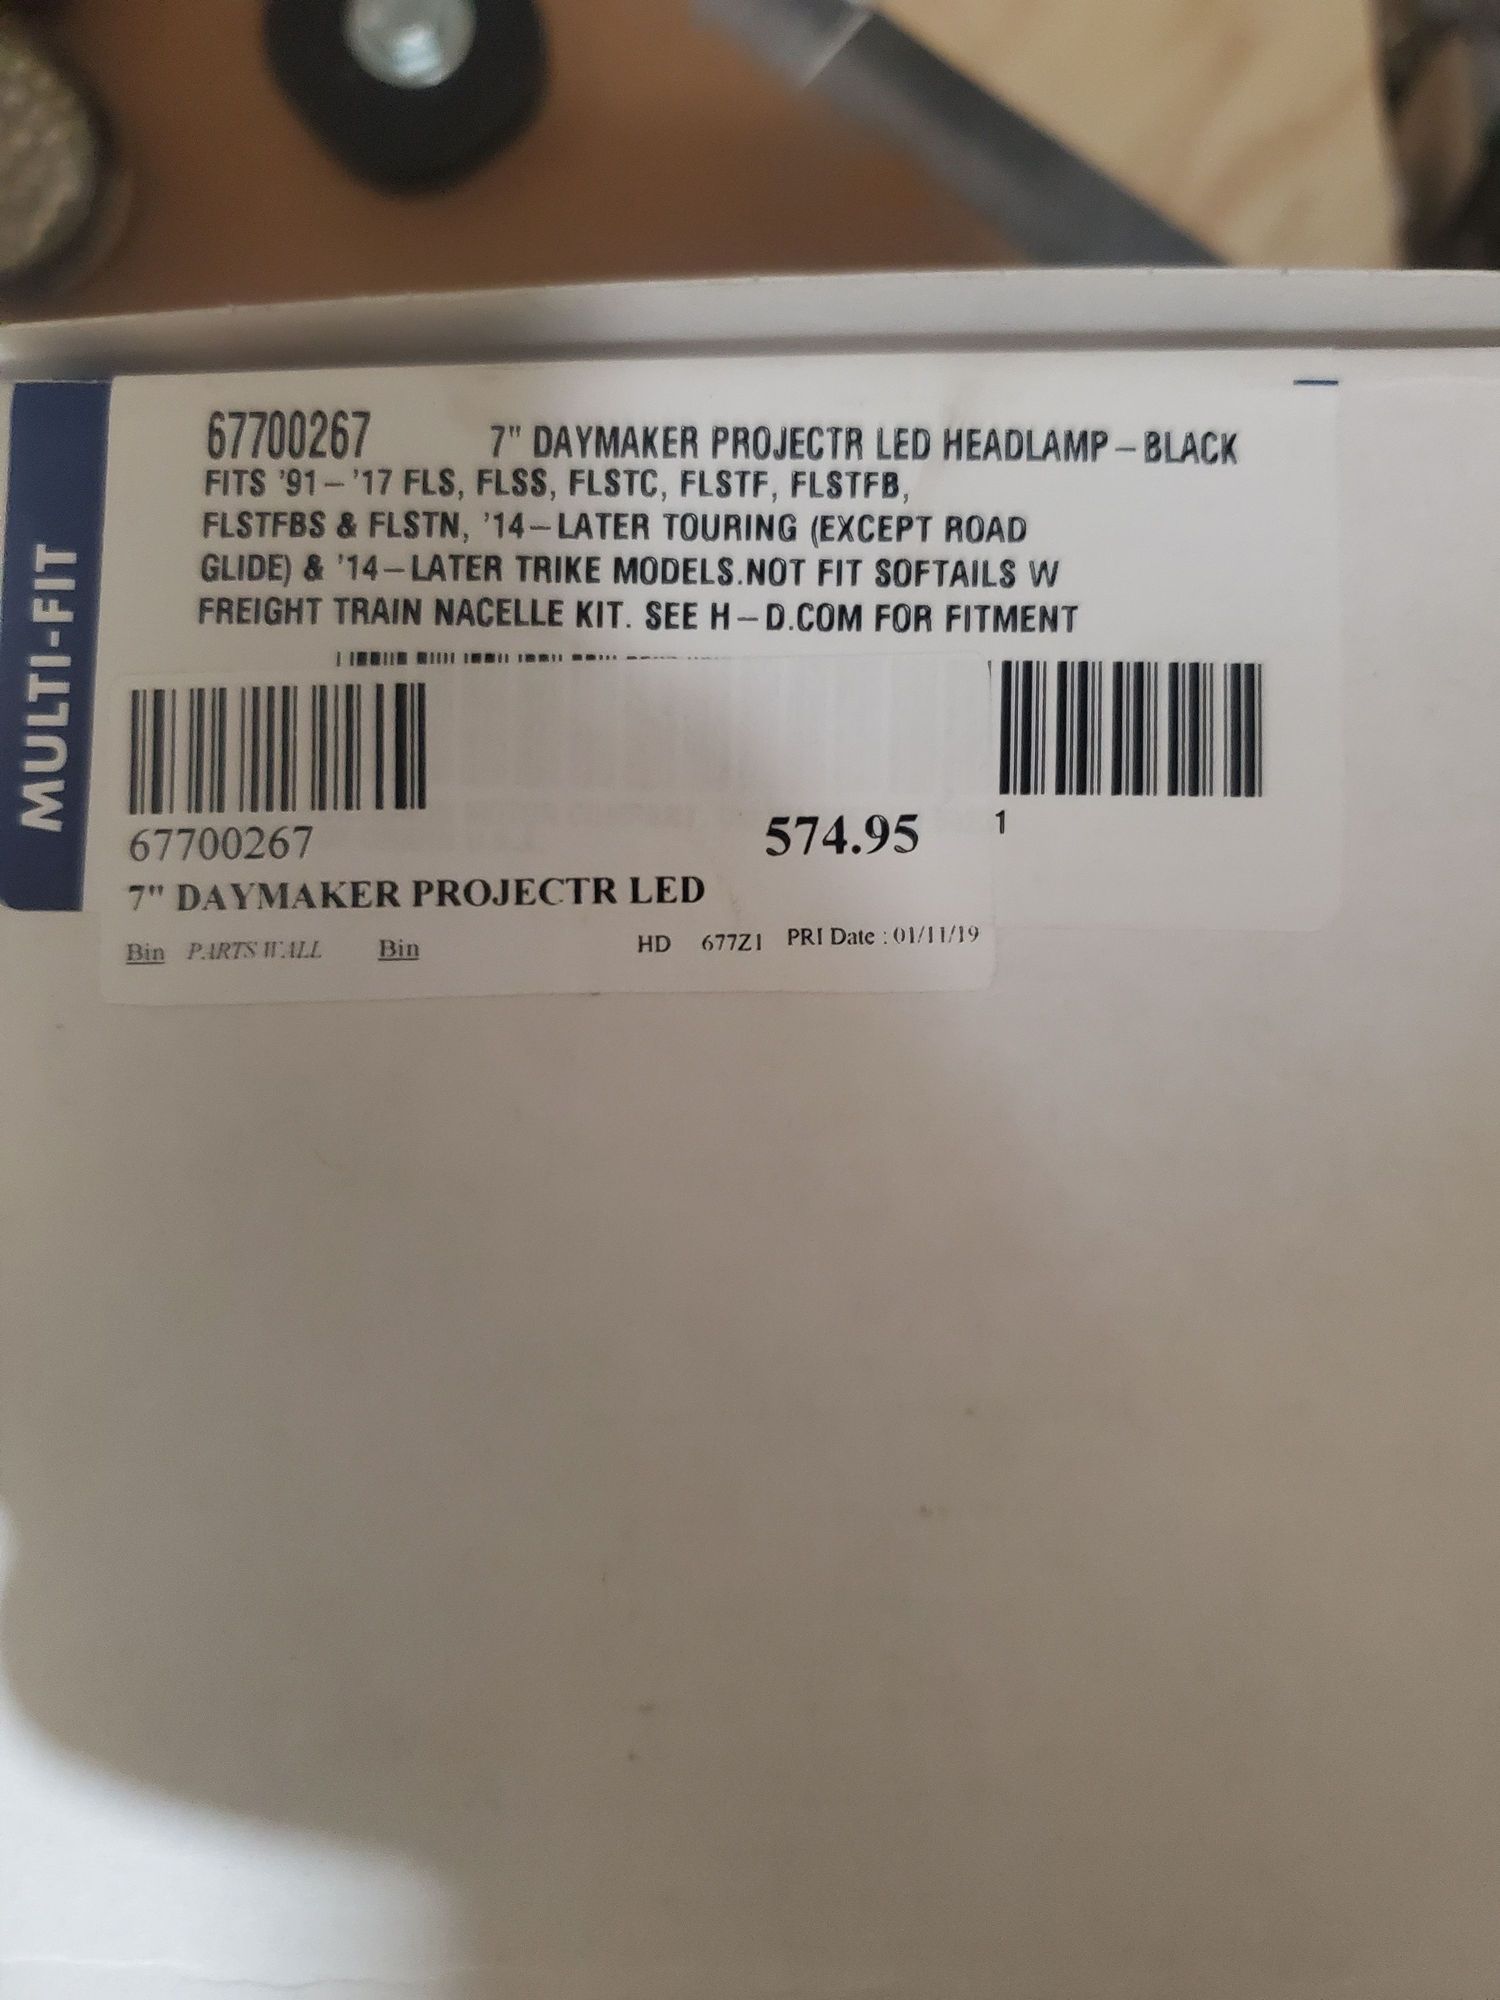 MULTI-FIT
67700267 7" DAYMAKER PROJECTR LED HEADLAMP – BLACK
FITS '91 – '17 FLS, FLSS, FLSTC, FLSTF, FLSTFB,
FLSTFBS & FLSTN, '14 – LATER TOURING (EXCEPT ROAD
GLIDE) & '14 – LATER TRIKE MODELS.NOT FIT SOFTAILS W
FREIGHT TRAIN NACELLE KIT. SEE H – D.COM FOR FITMENT
67700267 574.95 1
7" DAYMAKER PROJECTR LED
Bin PARTS WALL Bin HD 677Z1 PRI Date : 01/11/19